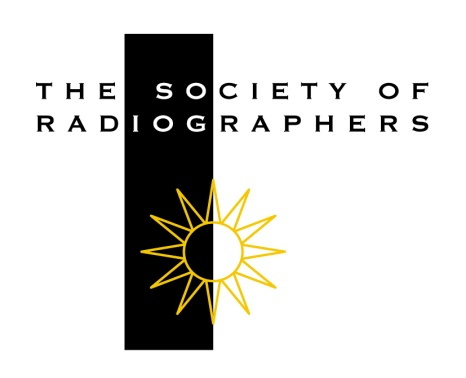 THE SOCIETY OF
RADIOGRAPHERS